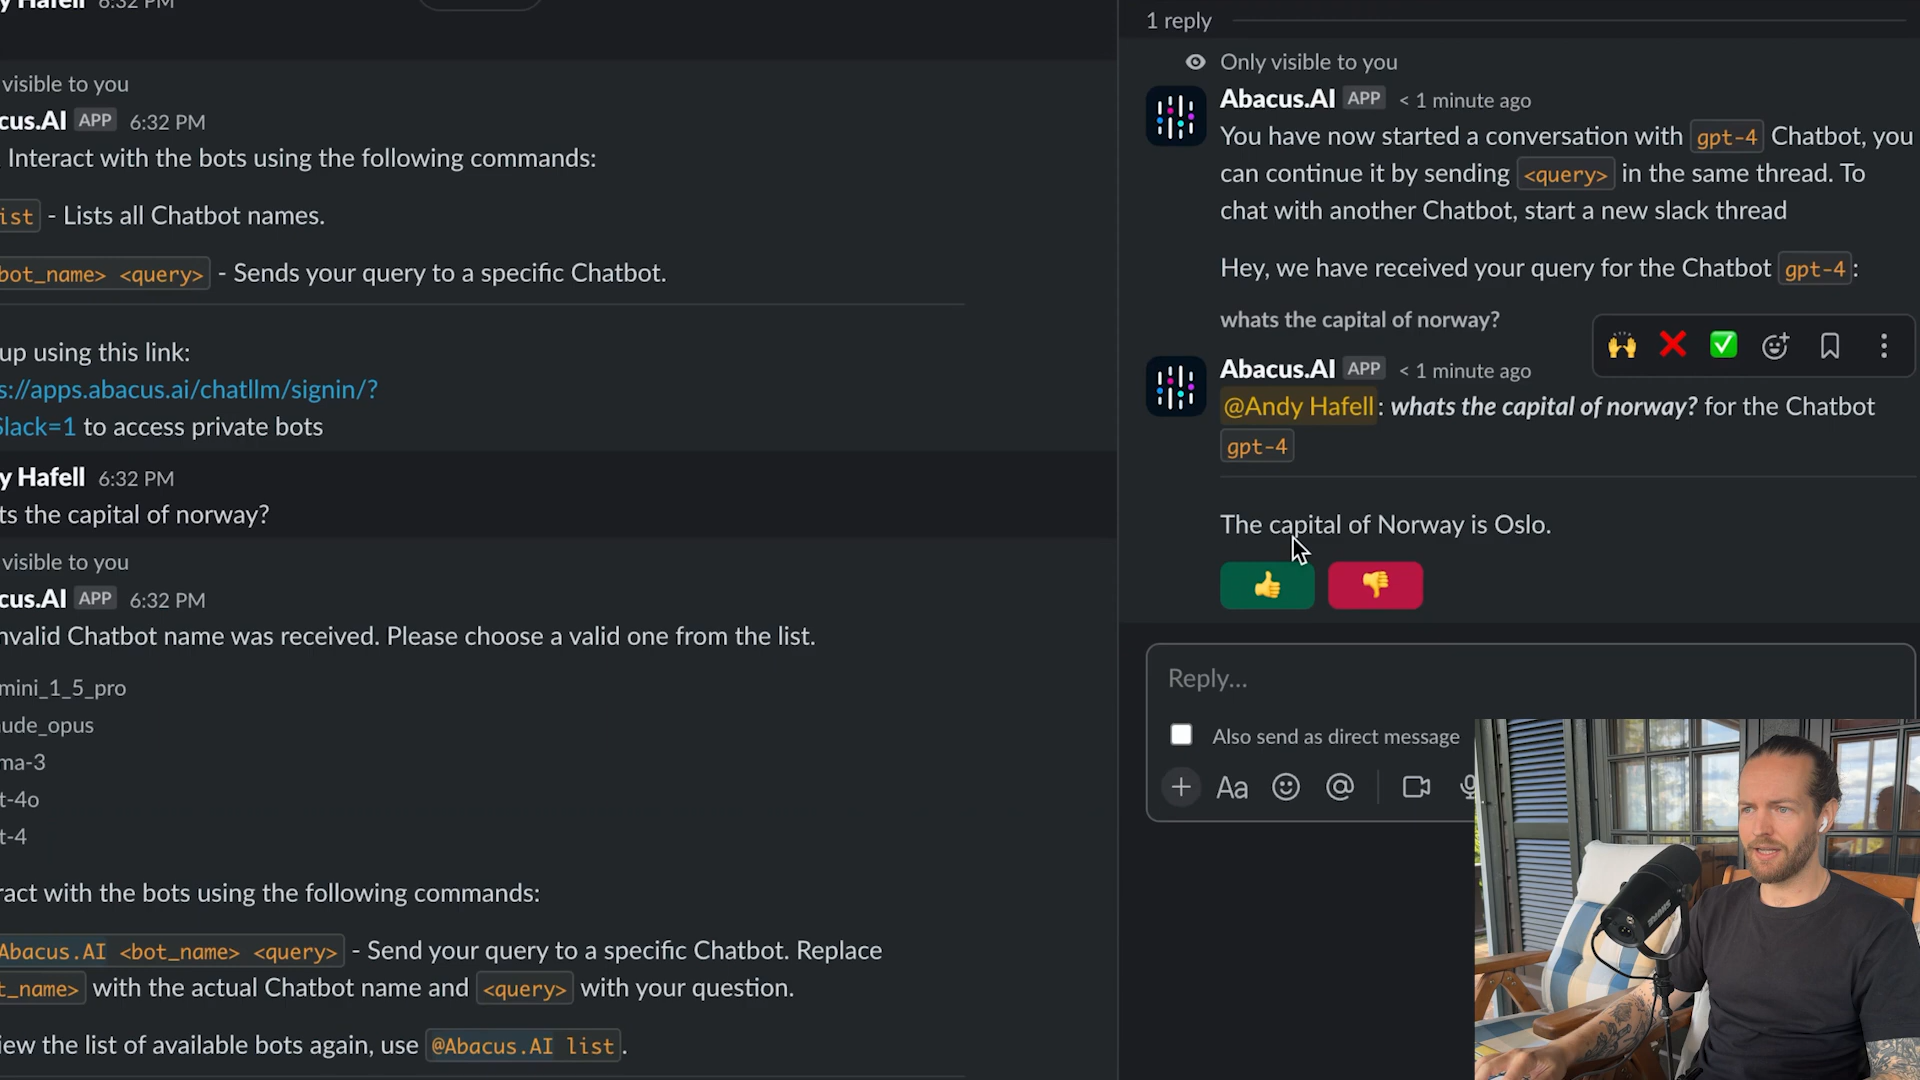 y Hafell 6:32 PM
visible to you
cus.AI APP 6:32 PM
Interact with the bots using the following commands:
ist - Lists all Chatbot names.
bot_name> <query> - Sends your query to a specific Chatbot.
up using this link:
s://apps.abacus.ai/chatllm/signin/?
Slack=1 to access private bots
y Hafell 6:32 PM
ts the capital of norway?
visible to you
cus.AI APP 6:32 PM
nvalid Chatbot name was received. Please choose a valid one from the list.
mini_1_5_pro
ude_opus
ma-3
t-4o
t-4
ract with the bots using the following commands:
Abacus.AI <bot_name> <query> - Send your query to a specific Chatbot. Replace
t_name> with the actual Chatbot name and <query> with your question.
iew the list of available bots again, use @Abacus.AI list.
1 reply
Only visible to you
Abacus.AI APP < 1 minute ago
You have now started a conversation with gpt-4 Chatbot, you
can continue it by sending <query> in the same thread. To
chat with another Chatbot, start a new slack thread
Hey, we have received your query for the Chatbot gpt-4:
whats the capital of norway?
Abacus.AI APP < 1 minute ago
@Andy Hafell: whats the capital of norway? for the Chatbot
gpt-4
The capital of Norway is Oslo.
Reply...
Also send as direct message
Aa